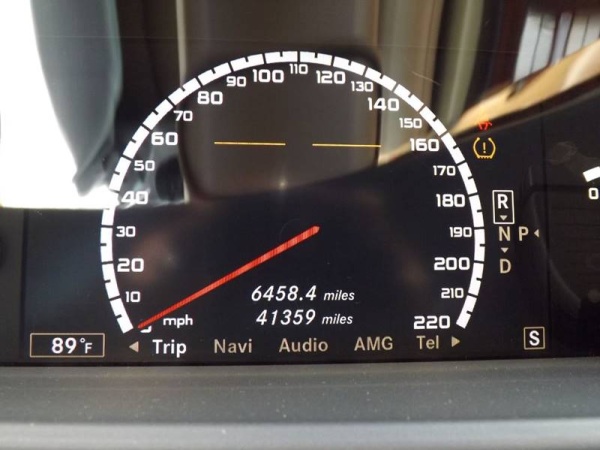 110
100 120
90 130
80 140
70 150
60 160
50 170
40 180
R
30 190 N P
20 200 D
10 210
6458.4 miles
mph 41359 miles 220
89°F Trip Navi Audio AMG Tel S
0